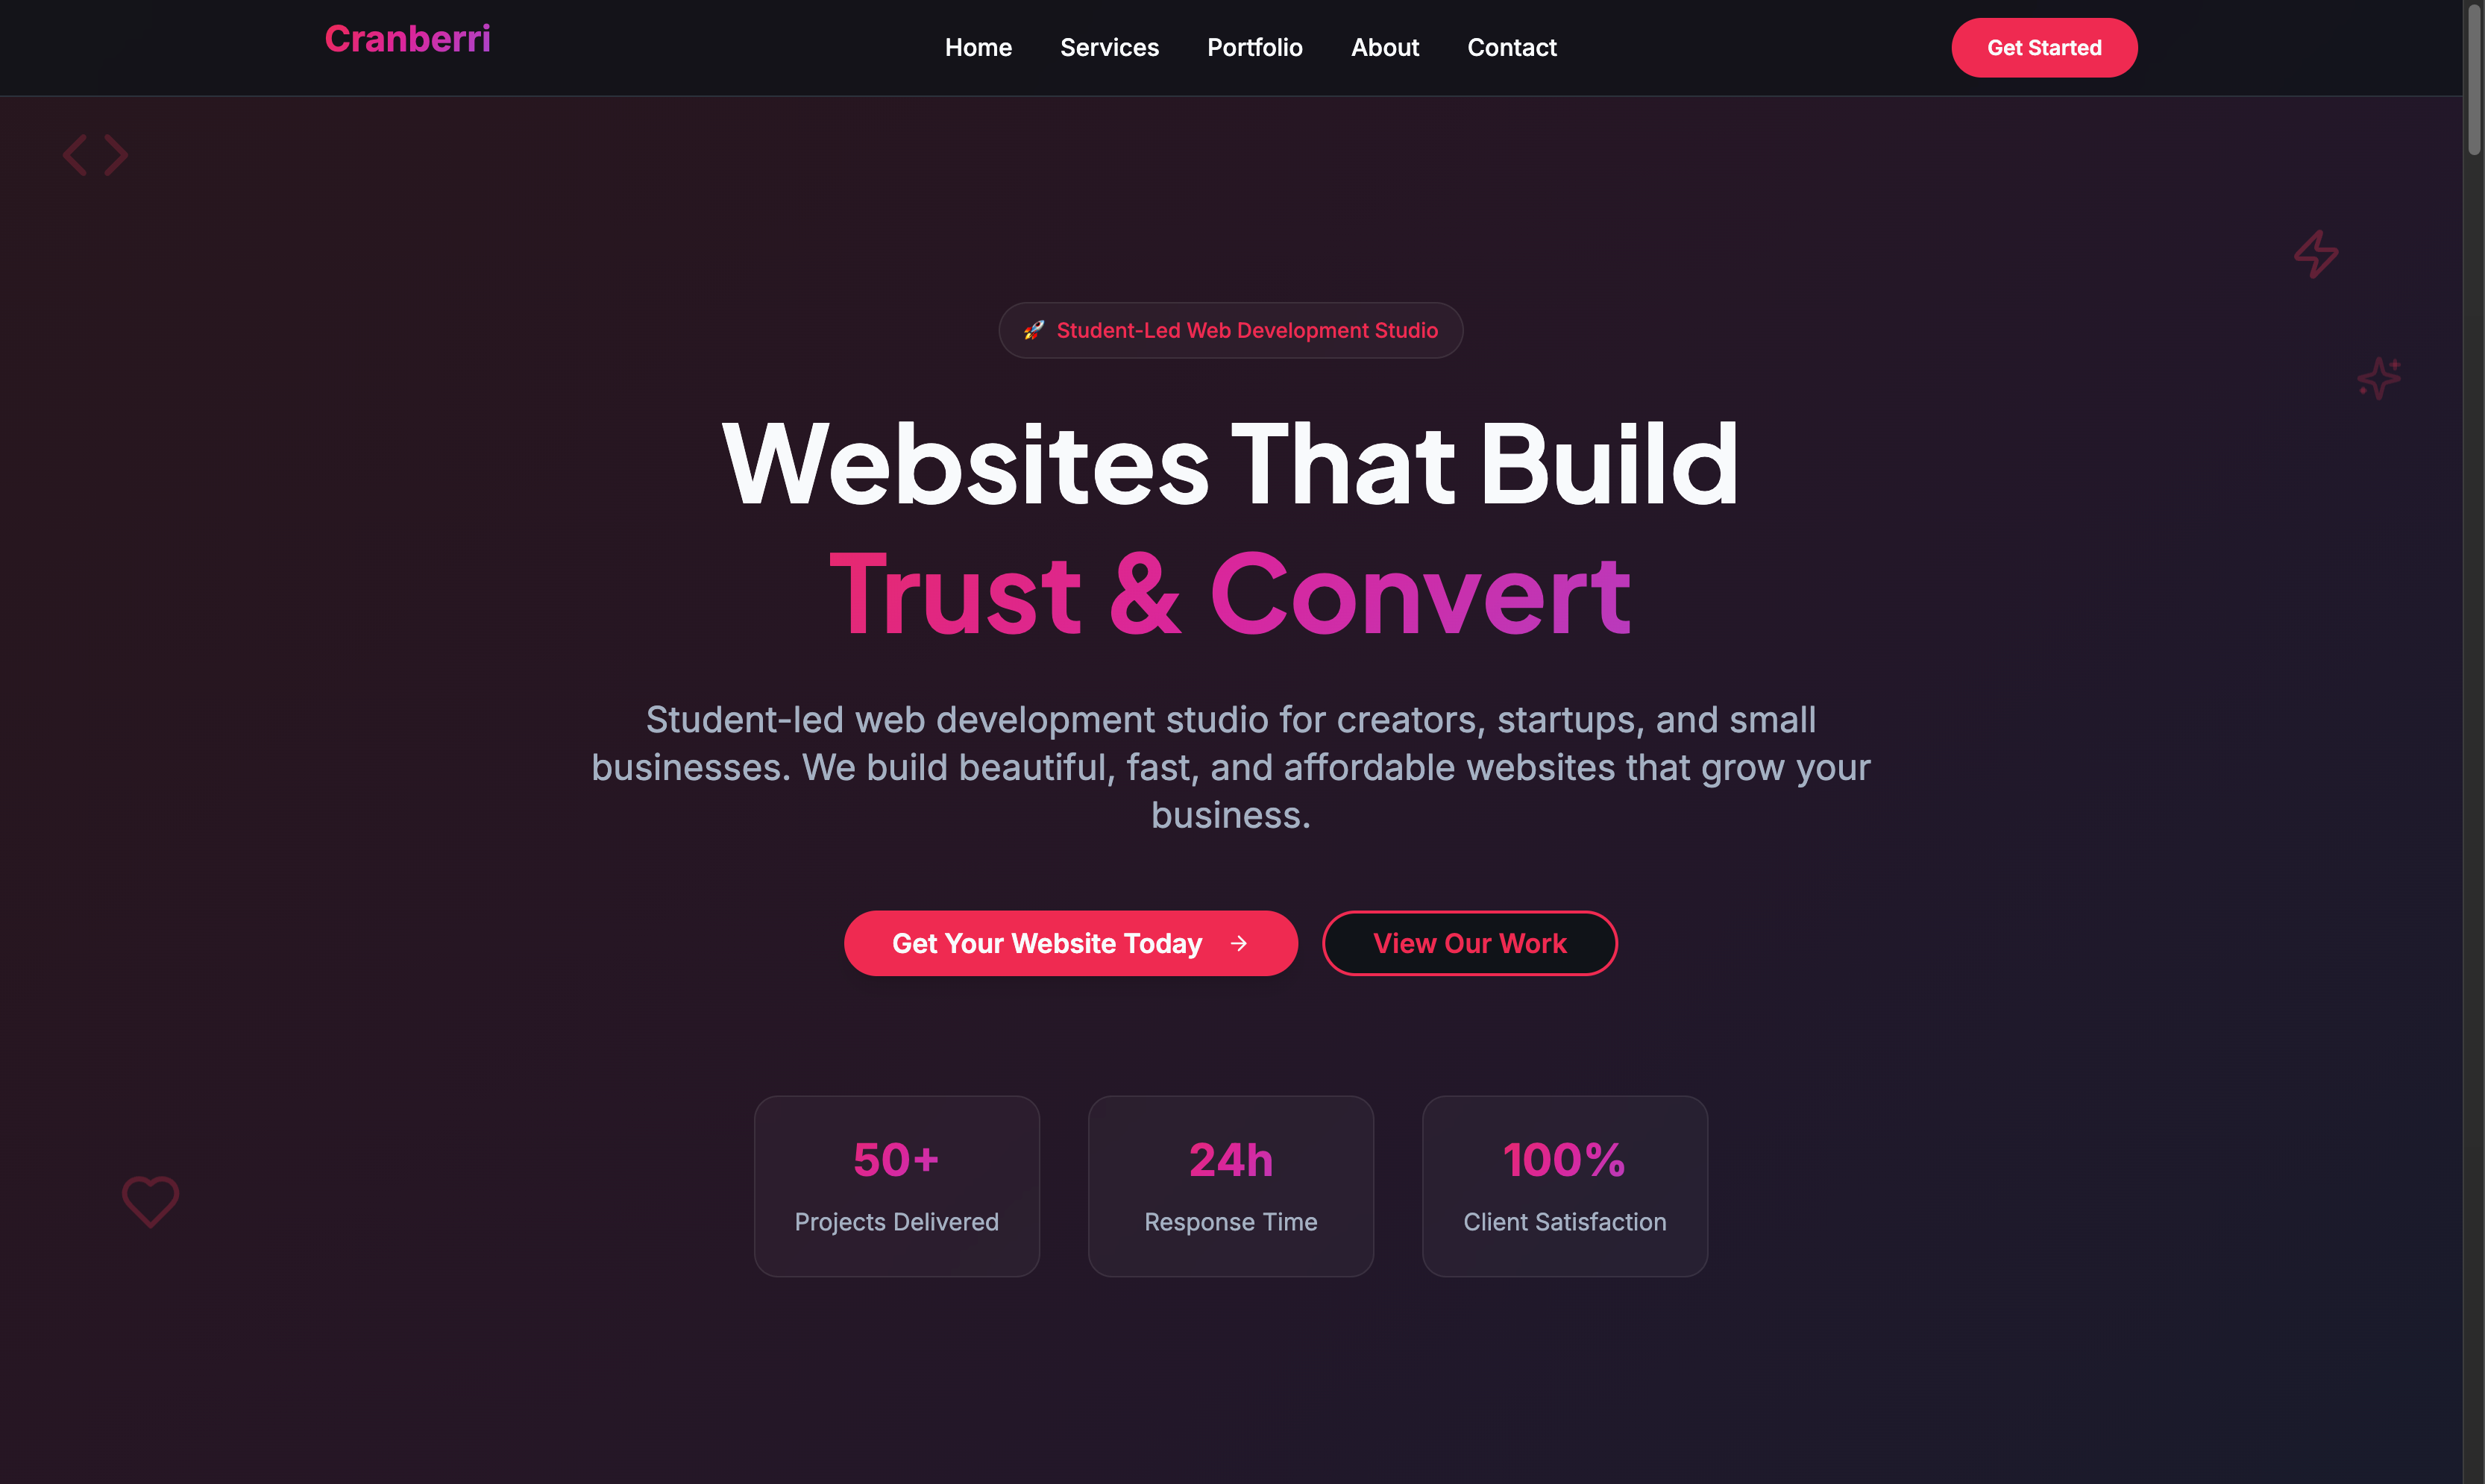 Cranberri
Home Services Portfolio About Contact
Get Started
🚀 Student-Led Web Development Studio
Websites That Build
Trust & Convert
Student-led web development studio for creators, startups, and small
businesses. We build beautiful, fast, and affordable websites that grow your
business.
Get Your Website Today →
View Our Work
50+
Projects Delivered
24h
Response Time
100%
Client Satisfaction